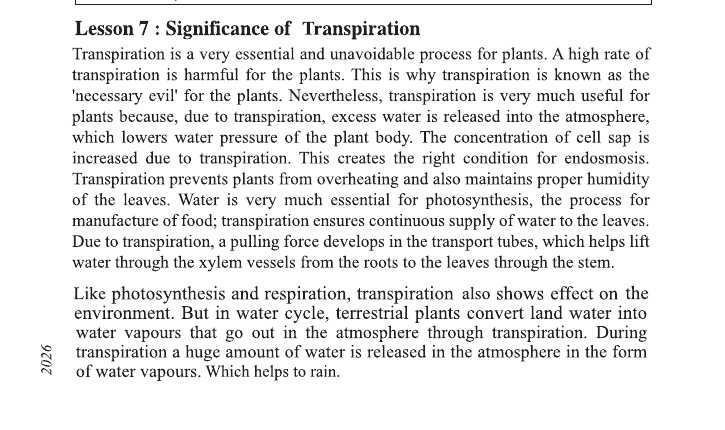 Lesson 7 : Significance of Transpiration
Transpiration is a very essential and unavoidable process for plants. A high rate of
transpiration is harmful for the plants. This is why transpiration is known as the
'necessary evil' for the plants. Nevertheless, transpiration is very much useful for
plants because, due to transpiration, excess water is released into the atmosphere,
which lowers water pressure of the plant body. The concentration of cell sap is
increased due to transpiration. This creates the right condition for endosmosis.
Transpiration prevents plants from overheating and also maintains proper humidity
of the leaves. Water is very much essential for photosynthesis, the process for
manufacture of food; transpiration ensures continuous supply of water to the leaves.
Due to transpiration, a pulling force develops in the transport tubes, which helps lift
water through the xylem vessels from the roots to the leaves through the stem.
Like photosynthesis and respiration, transpiration also shows effect on the
environment. But in water cycle, terrestrial plants convert land water into
water vapours that go out in the atmosphere through transpiration. During
transpiration a huge amount of water is released in the atmosphere in the form
of water vapours. Which helps to rain.
2026